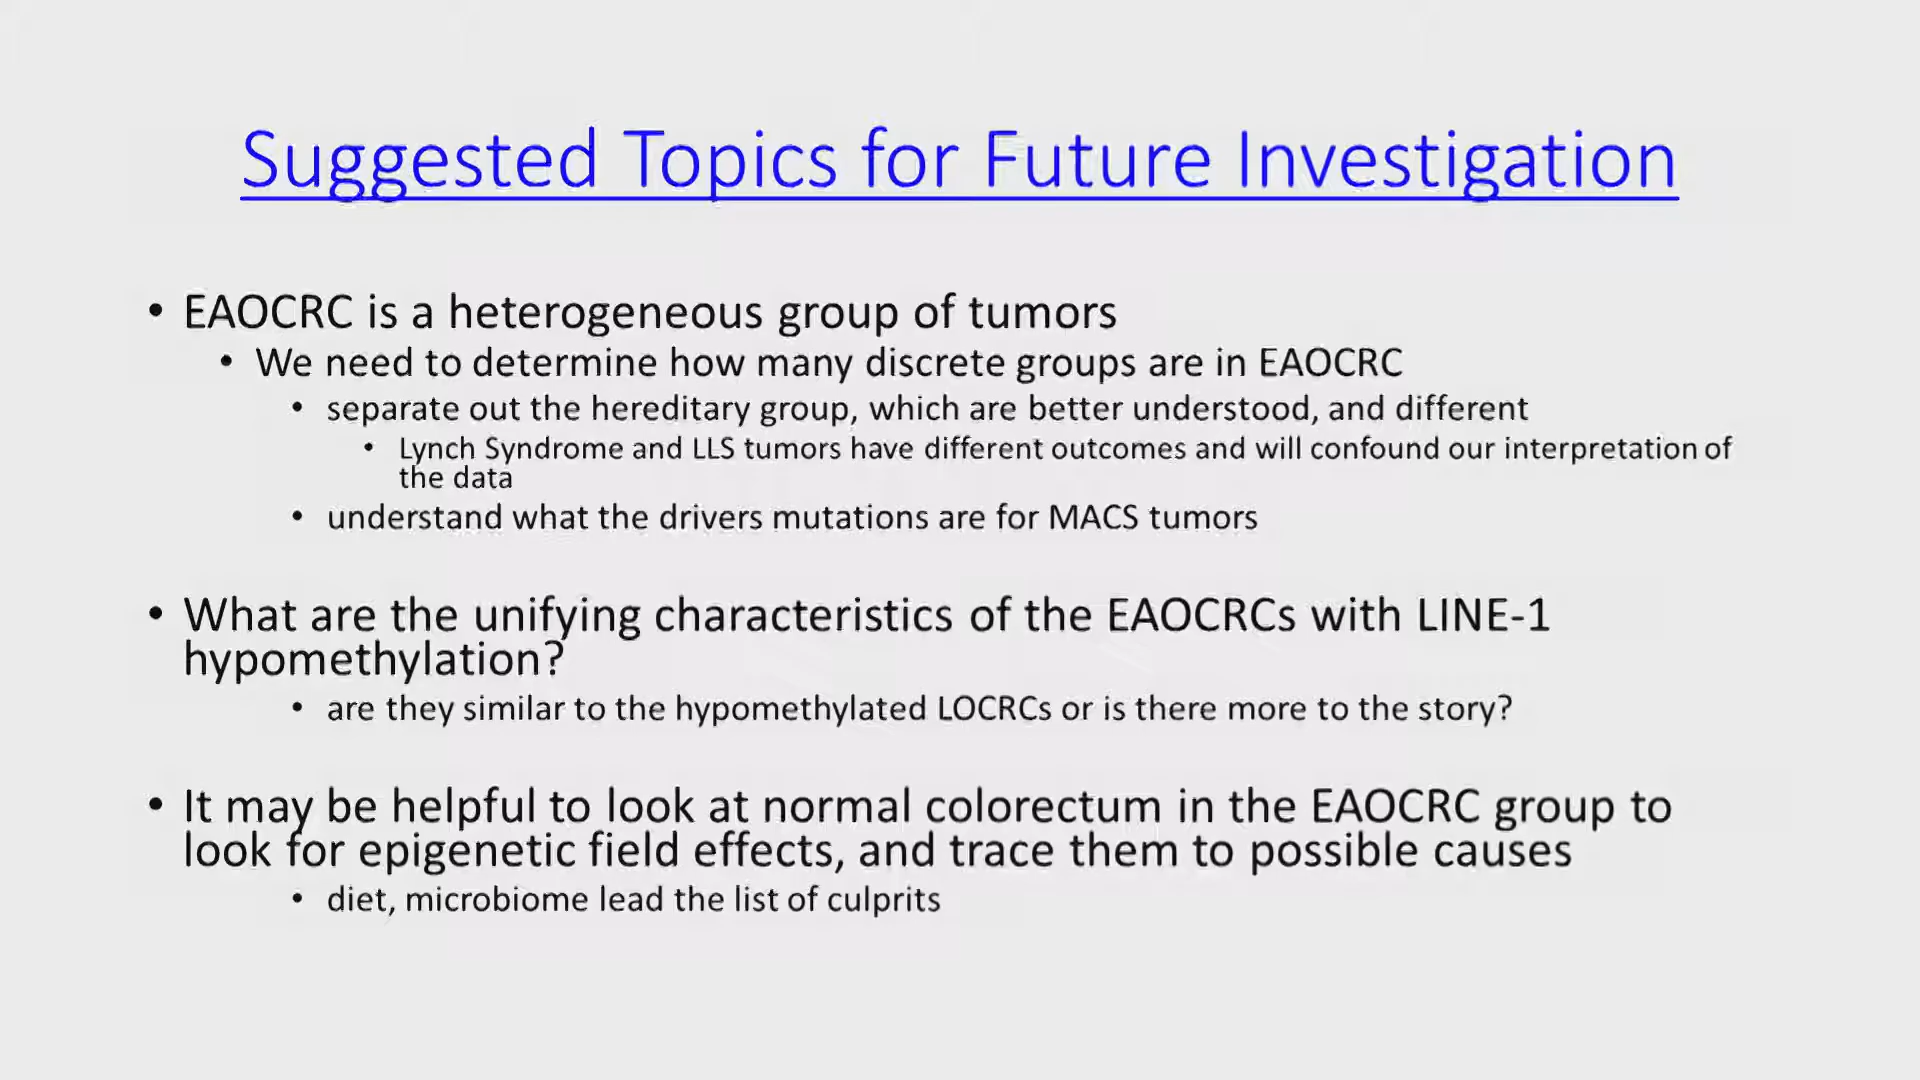 Suggested Topics for Future Investigation
• EAOCRC is a heterogeneous group of tumors
• We need to determine how many discrete groups are in EAOCRC
• separate out the hereditary group, which are better understood, and different
• Lynch Syndrome and LLS tumors have different outcomes and will confound our interpretation of
the data
• understand what the drivers mutations are for MACS tumors
• What are the unifying characteristics of the EAOCRCs with LINE-1
hypomethylation?
• are they similar to the hypomethylated LOCRCs or is there more to the story?
• It may be helpful to look at normal colorectum in the EAOCRC group to
look for epigenetic field effects, and trace them to possible causes
• diet, microbiome lead the list of culprits